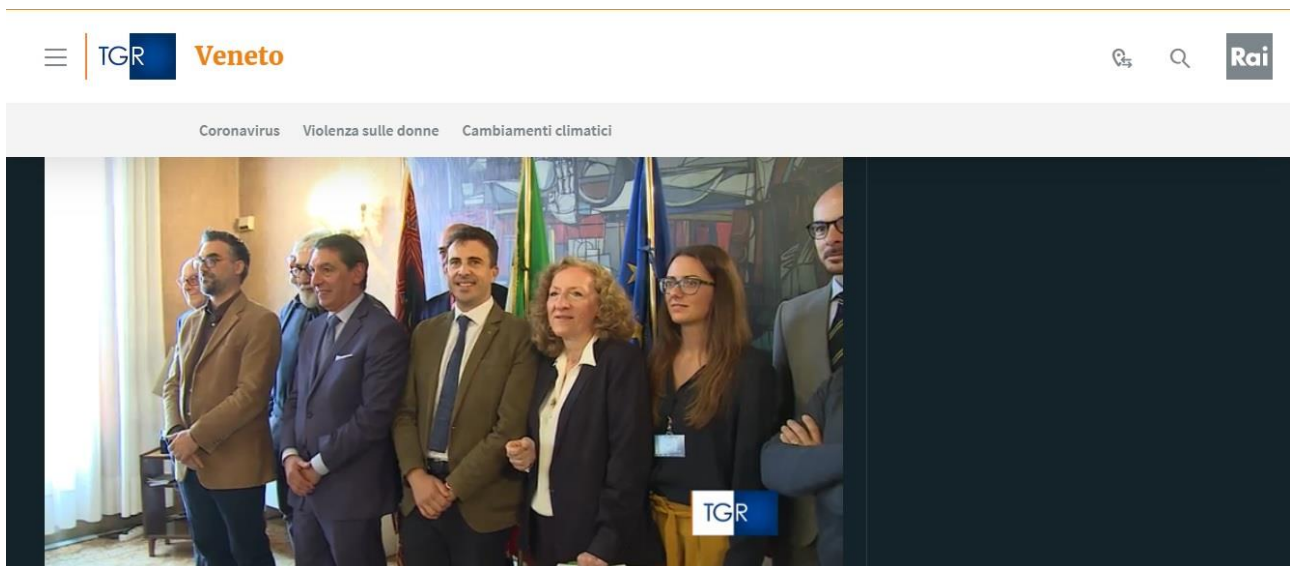 TGR Veneto
Rai
Coronavirus Violenza sulle donne Cambiamenti climatici
TGR